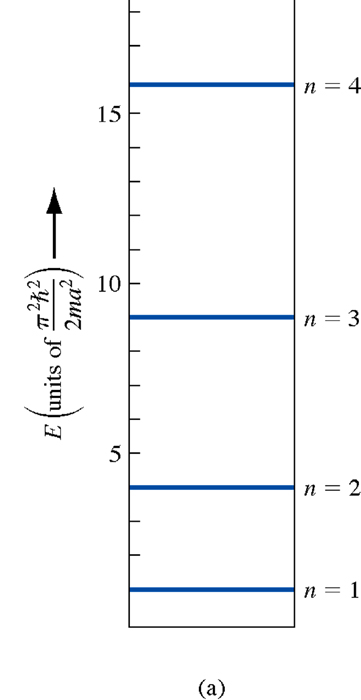 n = 4
15
10
n = 3
E (units of π²ℏ²/2ma²)
5
n = 2
n = 1
(a)